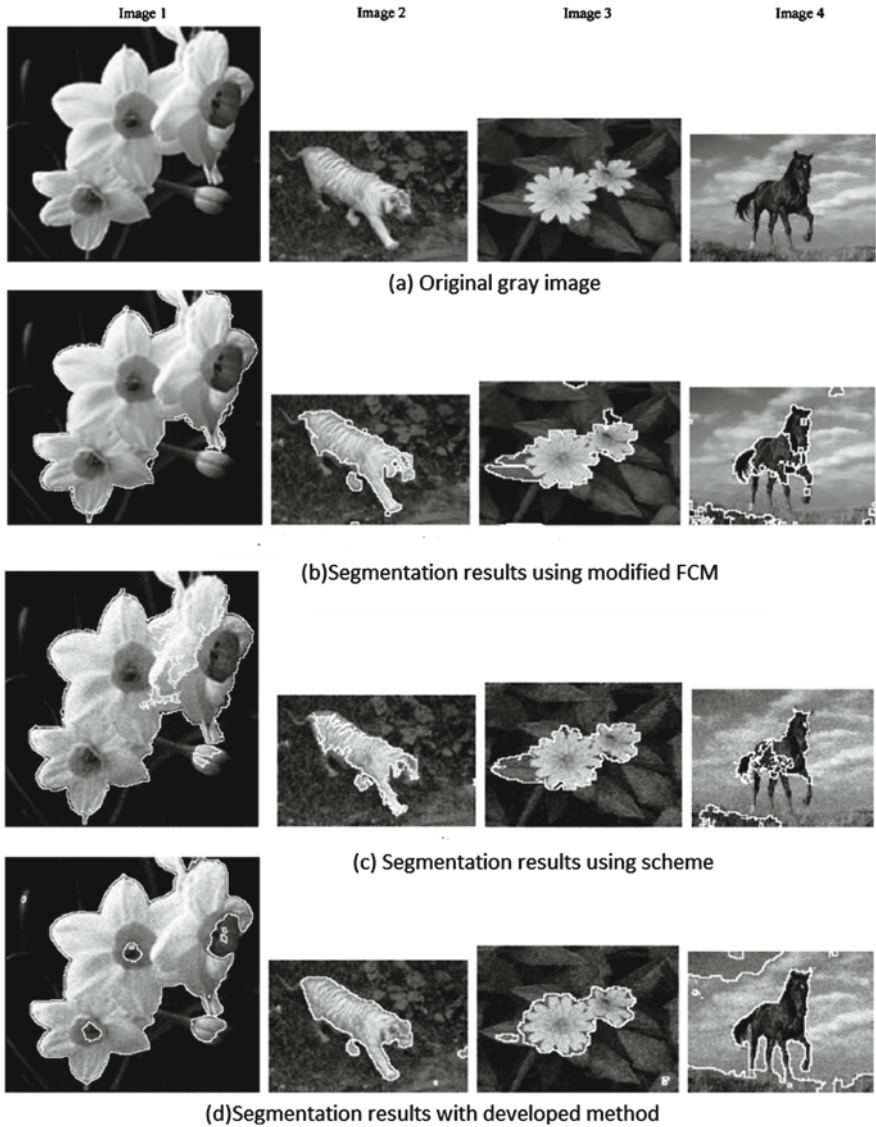 Image 1
Image 2
Image 3
Image 4
(a) Original gray image
(b)Segmentation results using modified FCM
(c) Segmentation results using scheme
(d)Segmentation results with developed method